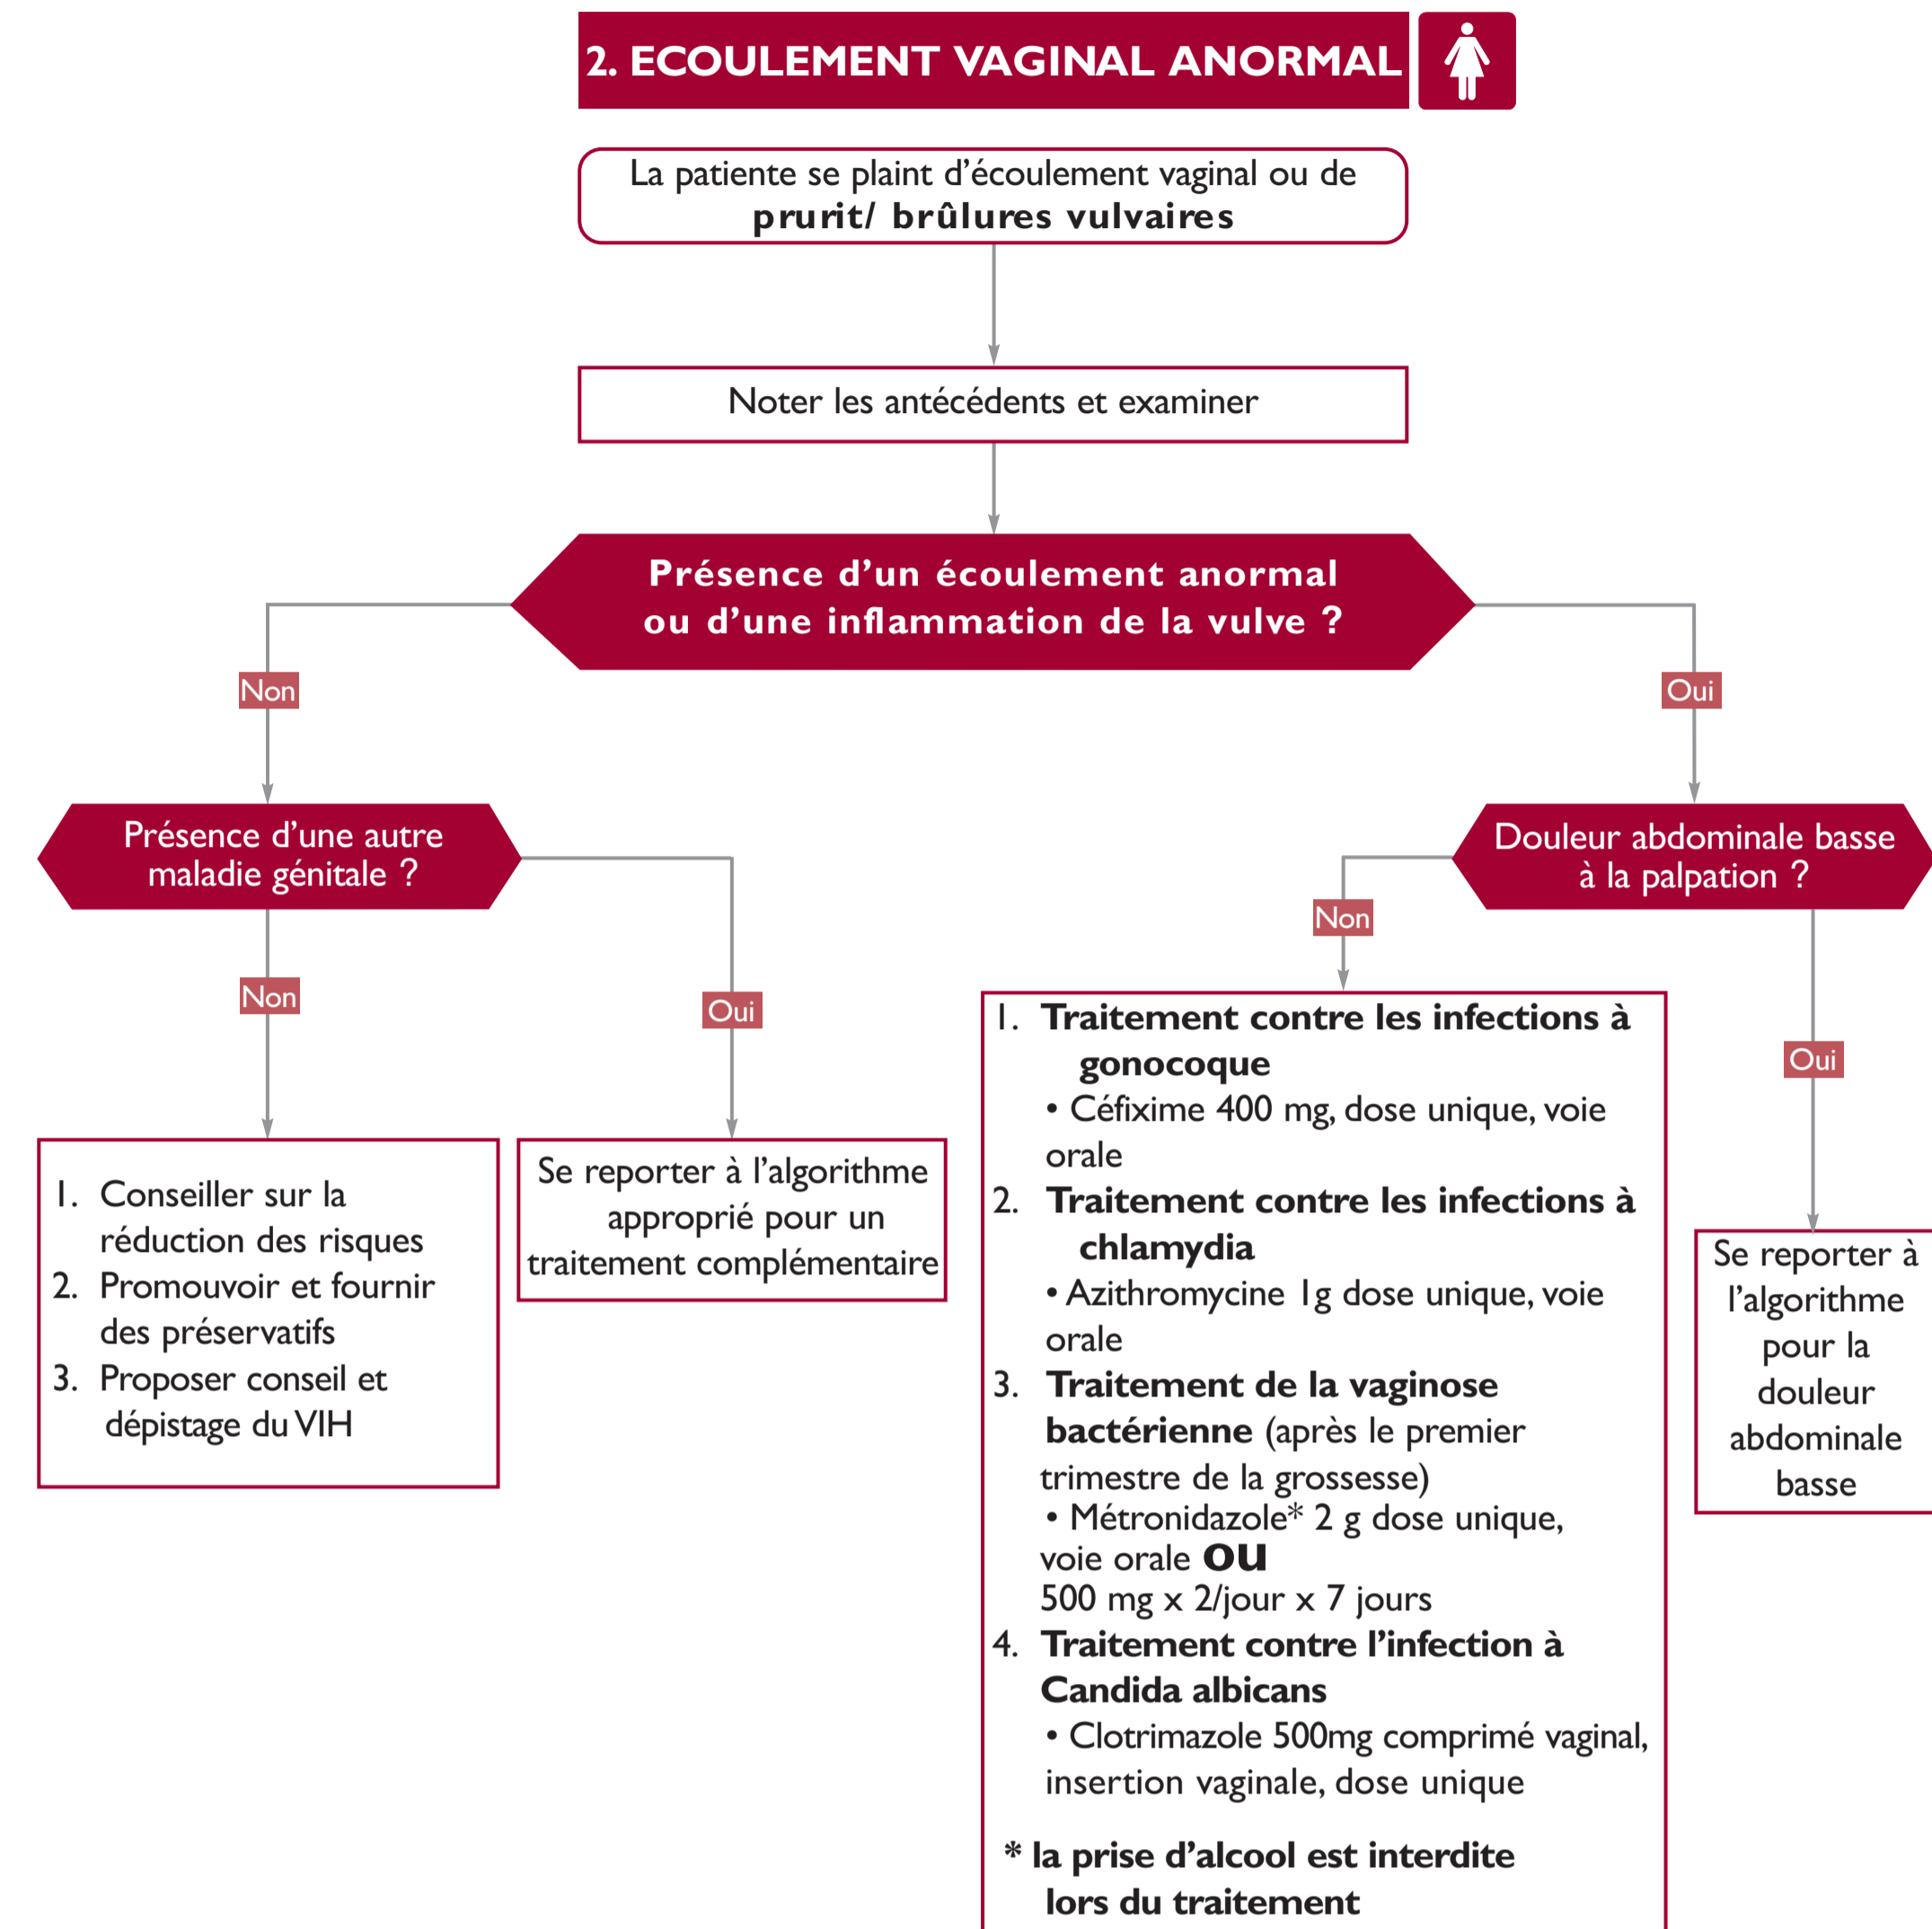 2. ECOULEMENT VAGINAL ANORMAL
La patiente se plaint d’écoulement vaginal ou de
prurit/ brûlures vulvaires
Noter les antécédents et examiner
Présence d’un écoulement anormal
ou d’une inflammation de la vulve ?
Non
Oui
Présence d’une autre
maladie génitale ?
Douleur abdominale basse
à la palpation ?
Non
Non
Oui
Oui
1. Conseiller sur la
réduction des risques
2. Promouvoir et fournir
des préservatifs
3. Proposer conseil et
dépistage du VIH
Se reporter à l’algorithme
approprié pour un
traitement complémentaire
1. Traitement contre les infections à
gonocoque
• Céfixime 400 mg, dose unique, voie
orale
2. Traitement contre les infections à
chlamydia
• Azithromycine 1g dose unique, voie
orale
3. Traitement de la vaginose
bactérienne (après le premier
trimestre de la grossesse)
• Métronidazole* 2 g dose unique,
voie orale ou
500 mg x 2/jour x 7 jours
4. Traitement contre l’infection à
Candida albicans
• Clotrimazole 500mg comprimé vaginal,
insertion vaginale, dose unique
* la prise d’alcool est interdite
lors du traitement
Se reporter à
l’algorithme
pour la
douleur
abdominale
basse